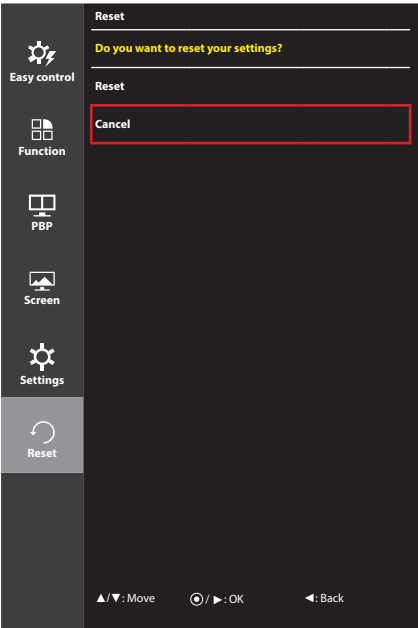 Easy control
Function
PBP
Screen
Settings
Reset
Reset
Do you want to reset your settings?
Reset
Cancel
▲/▼: Move
⦿/ ►: OK
◄: Back